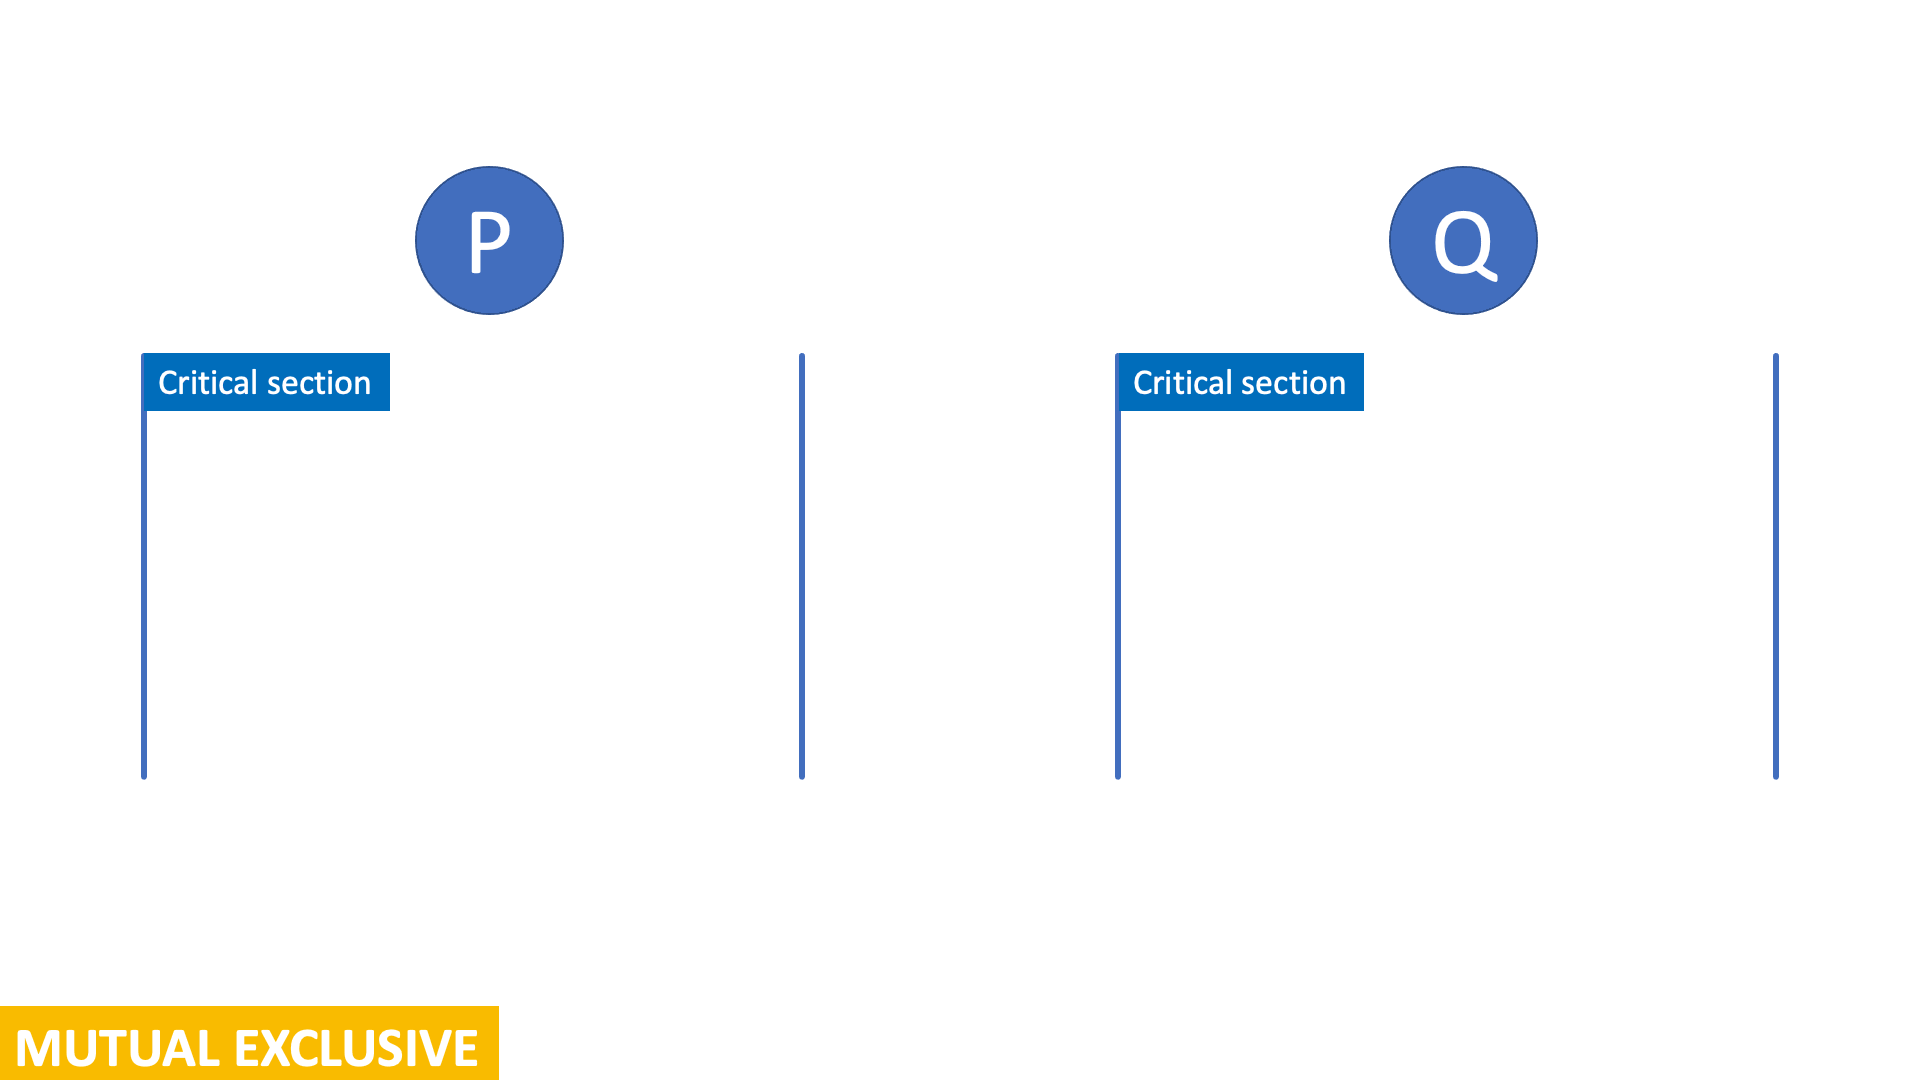 P
Q
Critical section
Critical section
MUTUAL EXCLUSIVE